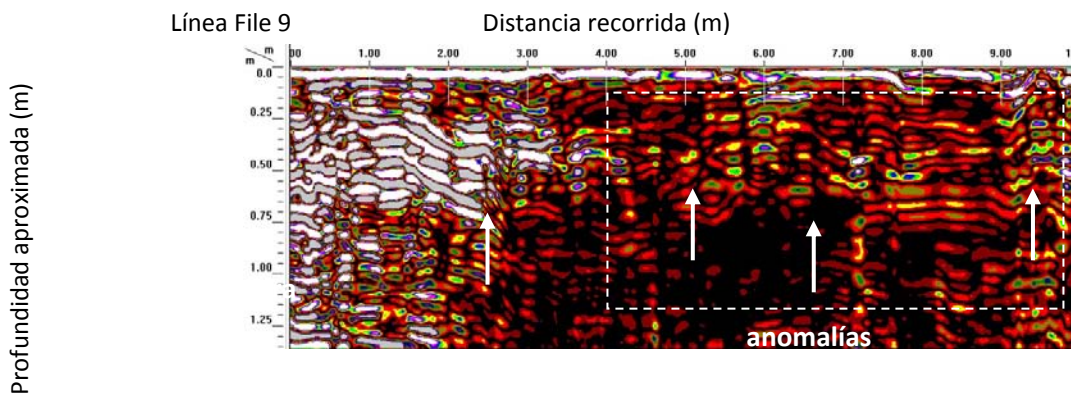 Línea File 9 Distancia recorrida (m)
m 00 1.00 2.00 3.00 4.00 5.00 6.00 7.00 8.00 9.00 1
m
0.0
0.25
0.50
0.75
1.00
1.25
anomalías
Profundidad aproximada (m)